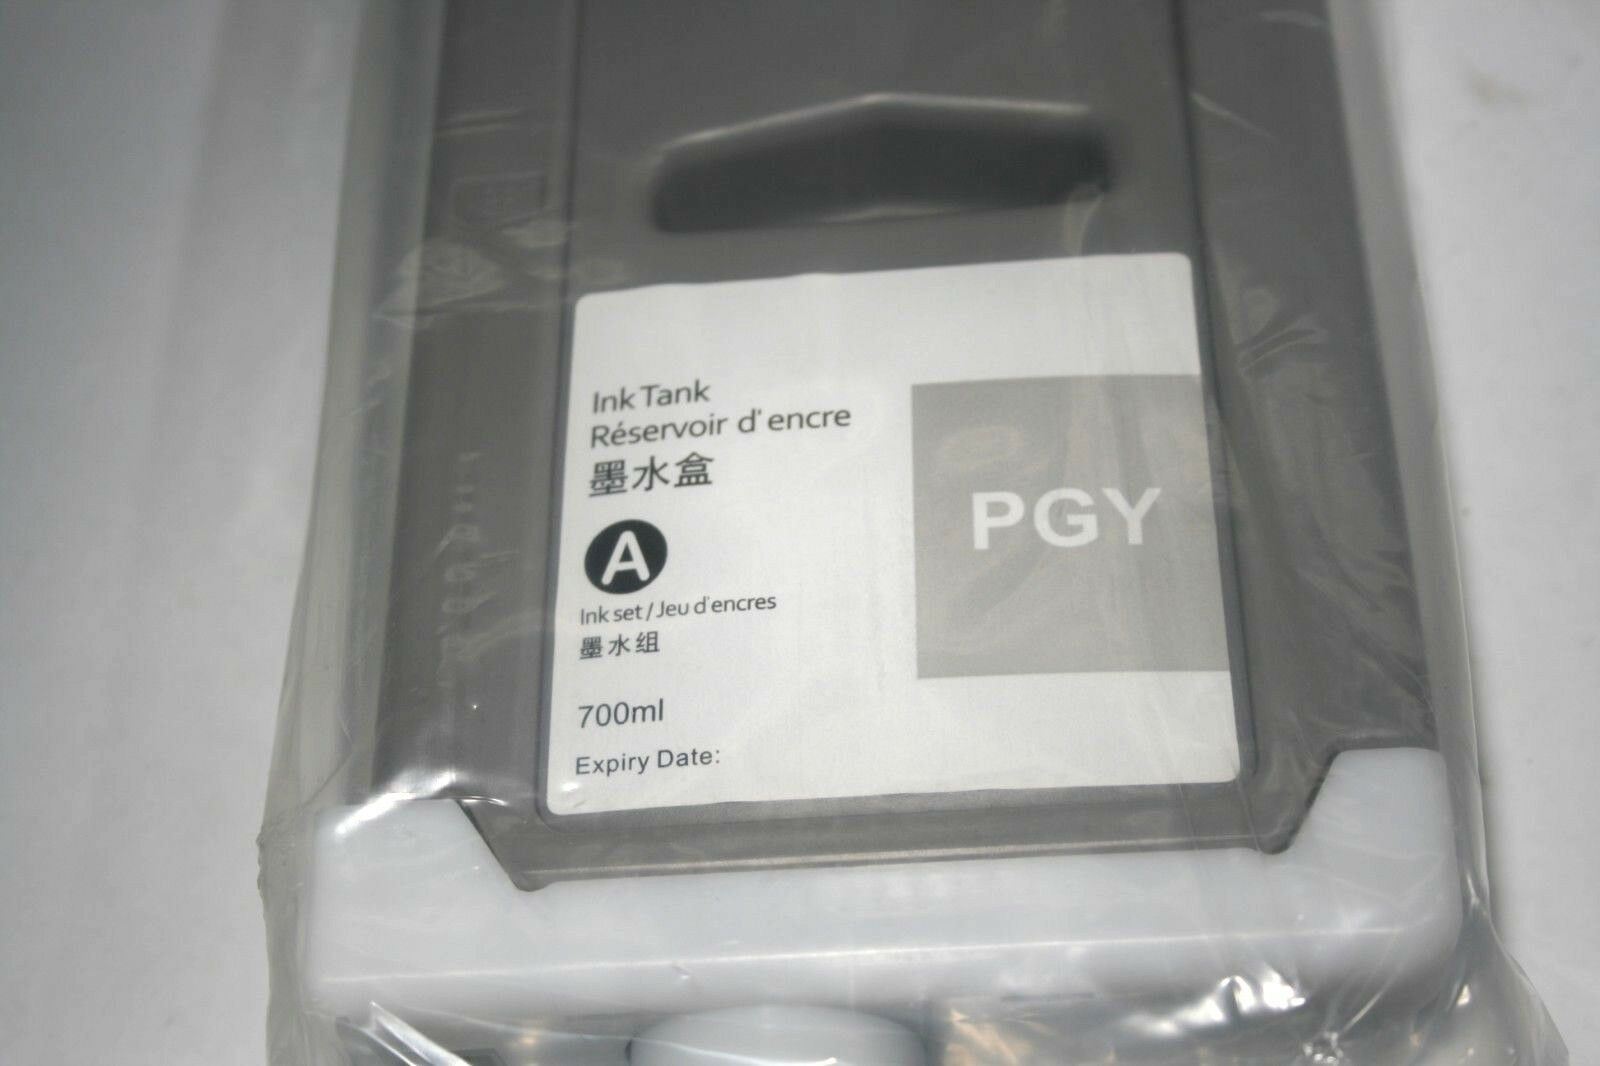 Ink Tank
Réservoir d'encre
墨水盒
A
Ink set/Jeu d'encres
墨水组
700ml
Expiry Date:
PGY